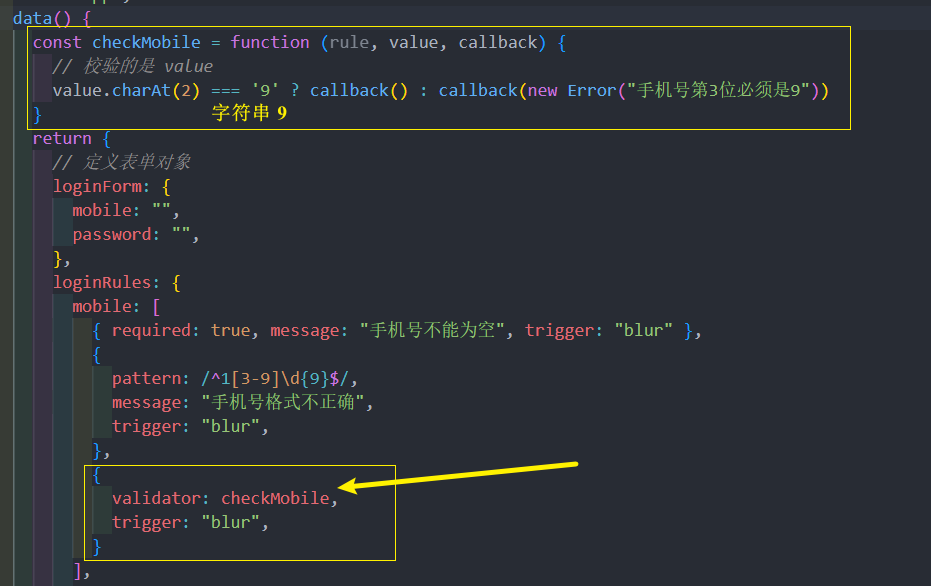 data() {
const checkMobile = function (rule, value, callback) {
// 校验的是 value
value.charAt(2) === '9' ? callback() : callback(new Error("手机号第3位必须是9"))
}
字符串 9
return {
// 定义表单对象
loginForm: {
mobile: "",
password: "",
},
loginRules: {
mobile: [
{ required: true, message: "手机号不能为空", trigger: "blur" },
{
pattern: /^1[3-9]\d{9}$/,
message: "手机号格式不正确",
trigger: "blur",
},
{
validator: checkMobile,
trigger: "blur",
}
],